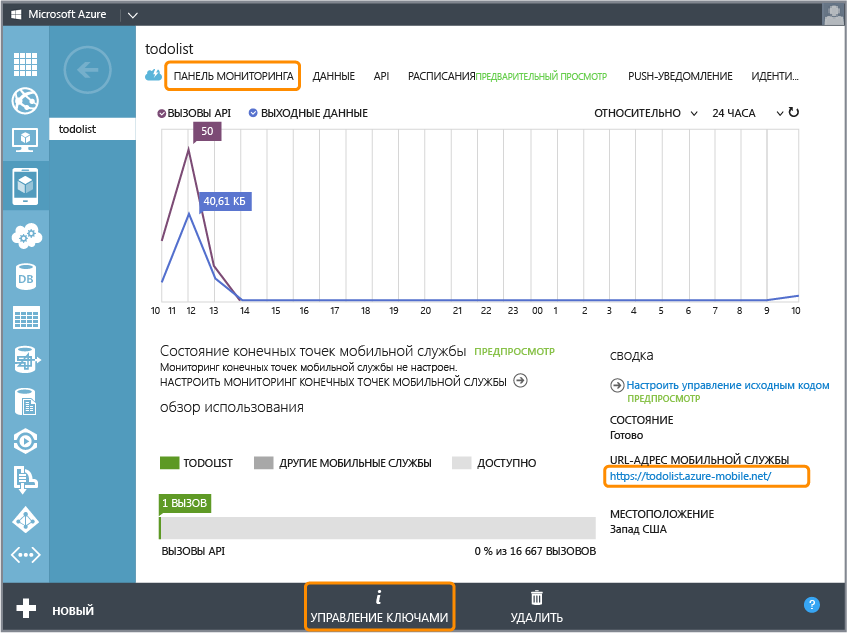 Microsoft Azure
todolist
todolist
ПАНЕЛЬ МОНИТОРИНГА ДАННЫЕ API РАСПИСАНИЯ ПРЕДВАРИТЕЛЬНЫЙ ПРОСМОТР PUSH-УВЕДОМЛЕНИЕ ИДЕНТИ...
ВЫЗОВЫ API ВЫХОДНЫЕ ДАННЫЕ ОТНОСИТЕЛЬНО 24 ЧАСА
50
40,61 КБ
10 11 12 13 14 15 16 17 18 19 20 21 22 23 00 1 2 3 4 5 6 7 8 9 10
Состояние конечных точек мобильной службы ПРЕДПРОСМОТР
Мониторинг конечных точек мобильной службы не настроен.
НАСТРОИТЬ МОНИТОРИНГ КОНЕЧНЫХ ТОЧЕК МОБИЛЬНОЙ СЛУЖБЫ
обзор использования
TODOLIST ДРУГИЕ МОБИЛЬНЫЕ СЛУЖБЫ ДОСТУПНО
1 ВЫЗОВ
ВЫЗОВЫ API 0 % из 16 667 ВЫЗОВОВ
сводка
Настроить управление исходным кодом
ПРЕДПРОСМОТР
СОСТОЯНИЕ
Готово
URL-АДРЕС МОБИЛЬНОЙ СЛУЖБЫ
https://todolist.azure-mobile.net/
МЕСТОПОЛОЖЕНИЕ
Запад США
DB
НОВЫЙ
УПРАВЛЕНИЕ КЛЮЧАМИ
УДАЛИТЬ
?